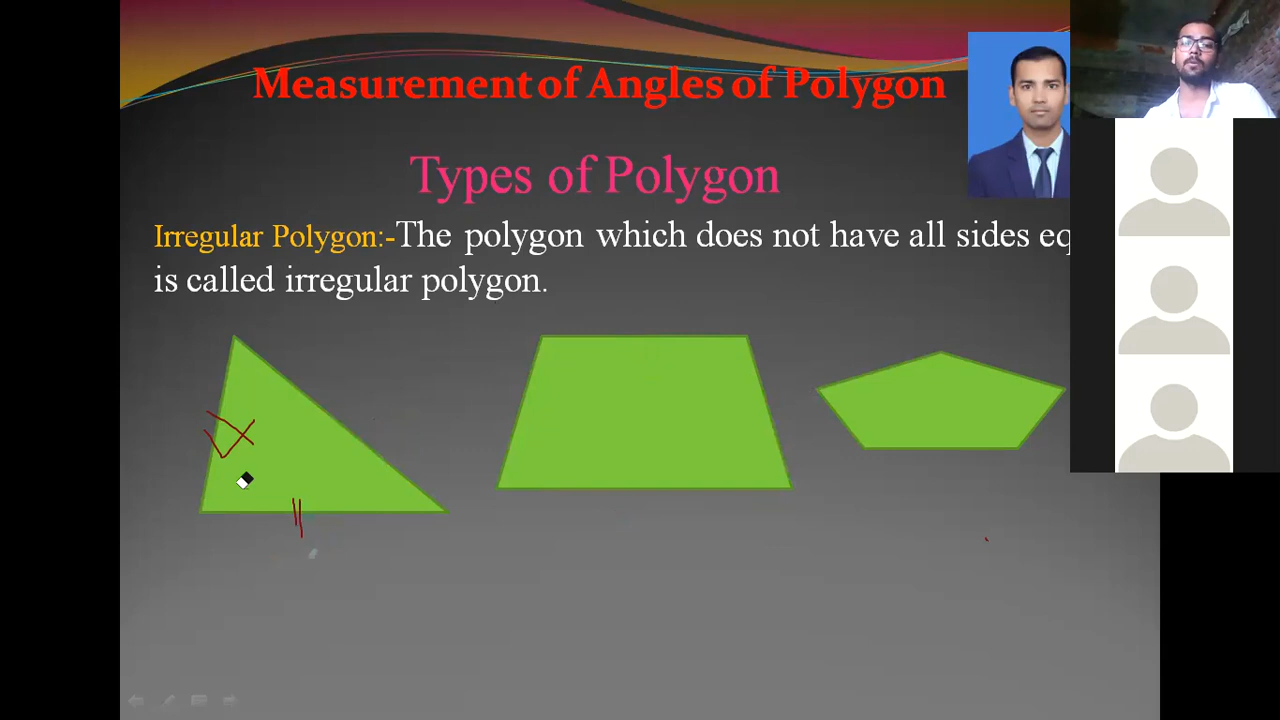 Measurement of Angles of Polygon
Types of Polygon
Irregular Polygon:-The polygon which does not have all sides eq
is called irregular polygon.